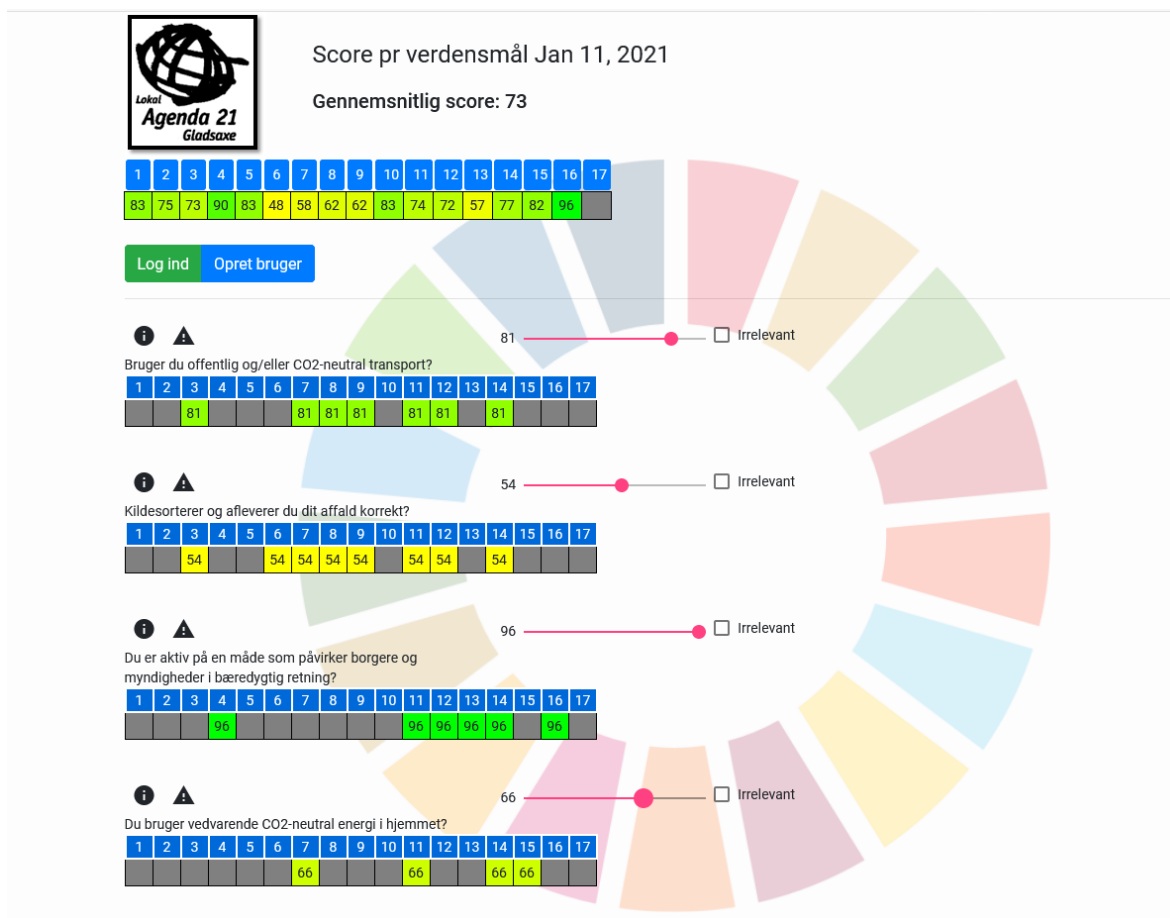 Lokal
Agenda 21
Gladsaxe
Score pr verdensmål Jan 11, 2021
Gennemsnitlig score: 73
1 2 3 4 5 6 7 8 9 10 11 12 13 14 15 16 17
83 75 73 90 83 48 58 62 62 83 74 72 57 77 82 96
Log ind Opret bruger
81 Irrelevant
Bruger du offentlig og/eller CO2-neutral transport?
1 2 3 4 5 6 7 8 9 10 11 12 13 14 15 16 17
81 81 81 81 81 81 81
54 Irrelevant
Kildesorterer og afleverer du dit affald korrekt?
1 2 3 4 5 6 7 8 9 10 11 12 13 14 15 16 17
54 54 54 54 54 54 54 54
96 Irrelevant
Du er aktiv på en måde som påvirker borgere og
myndigheder i bæredygtig retning?
1 2 3 4 5 6 7 8 9 10 11 12 13 14 15 16 17
96 96 96 96 96 96
66 Irrelevant
Du bruger vedvarende CO2-neutral energi i hjemmet?
1 2 3 4 5 6 7 8 9 10 11 12 13 14 15 16 17
66 66 66 66